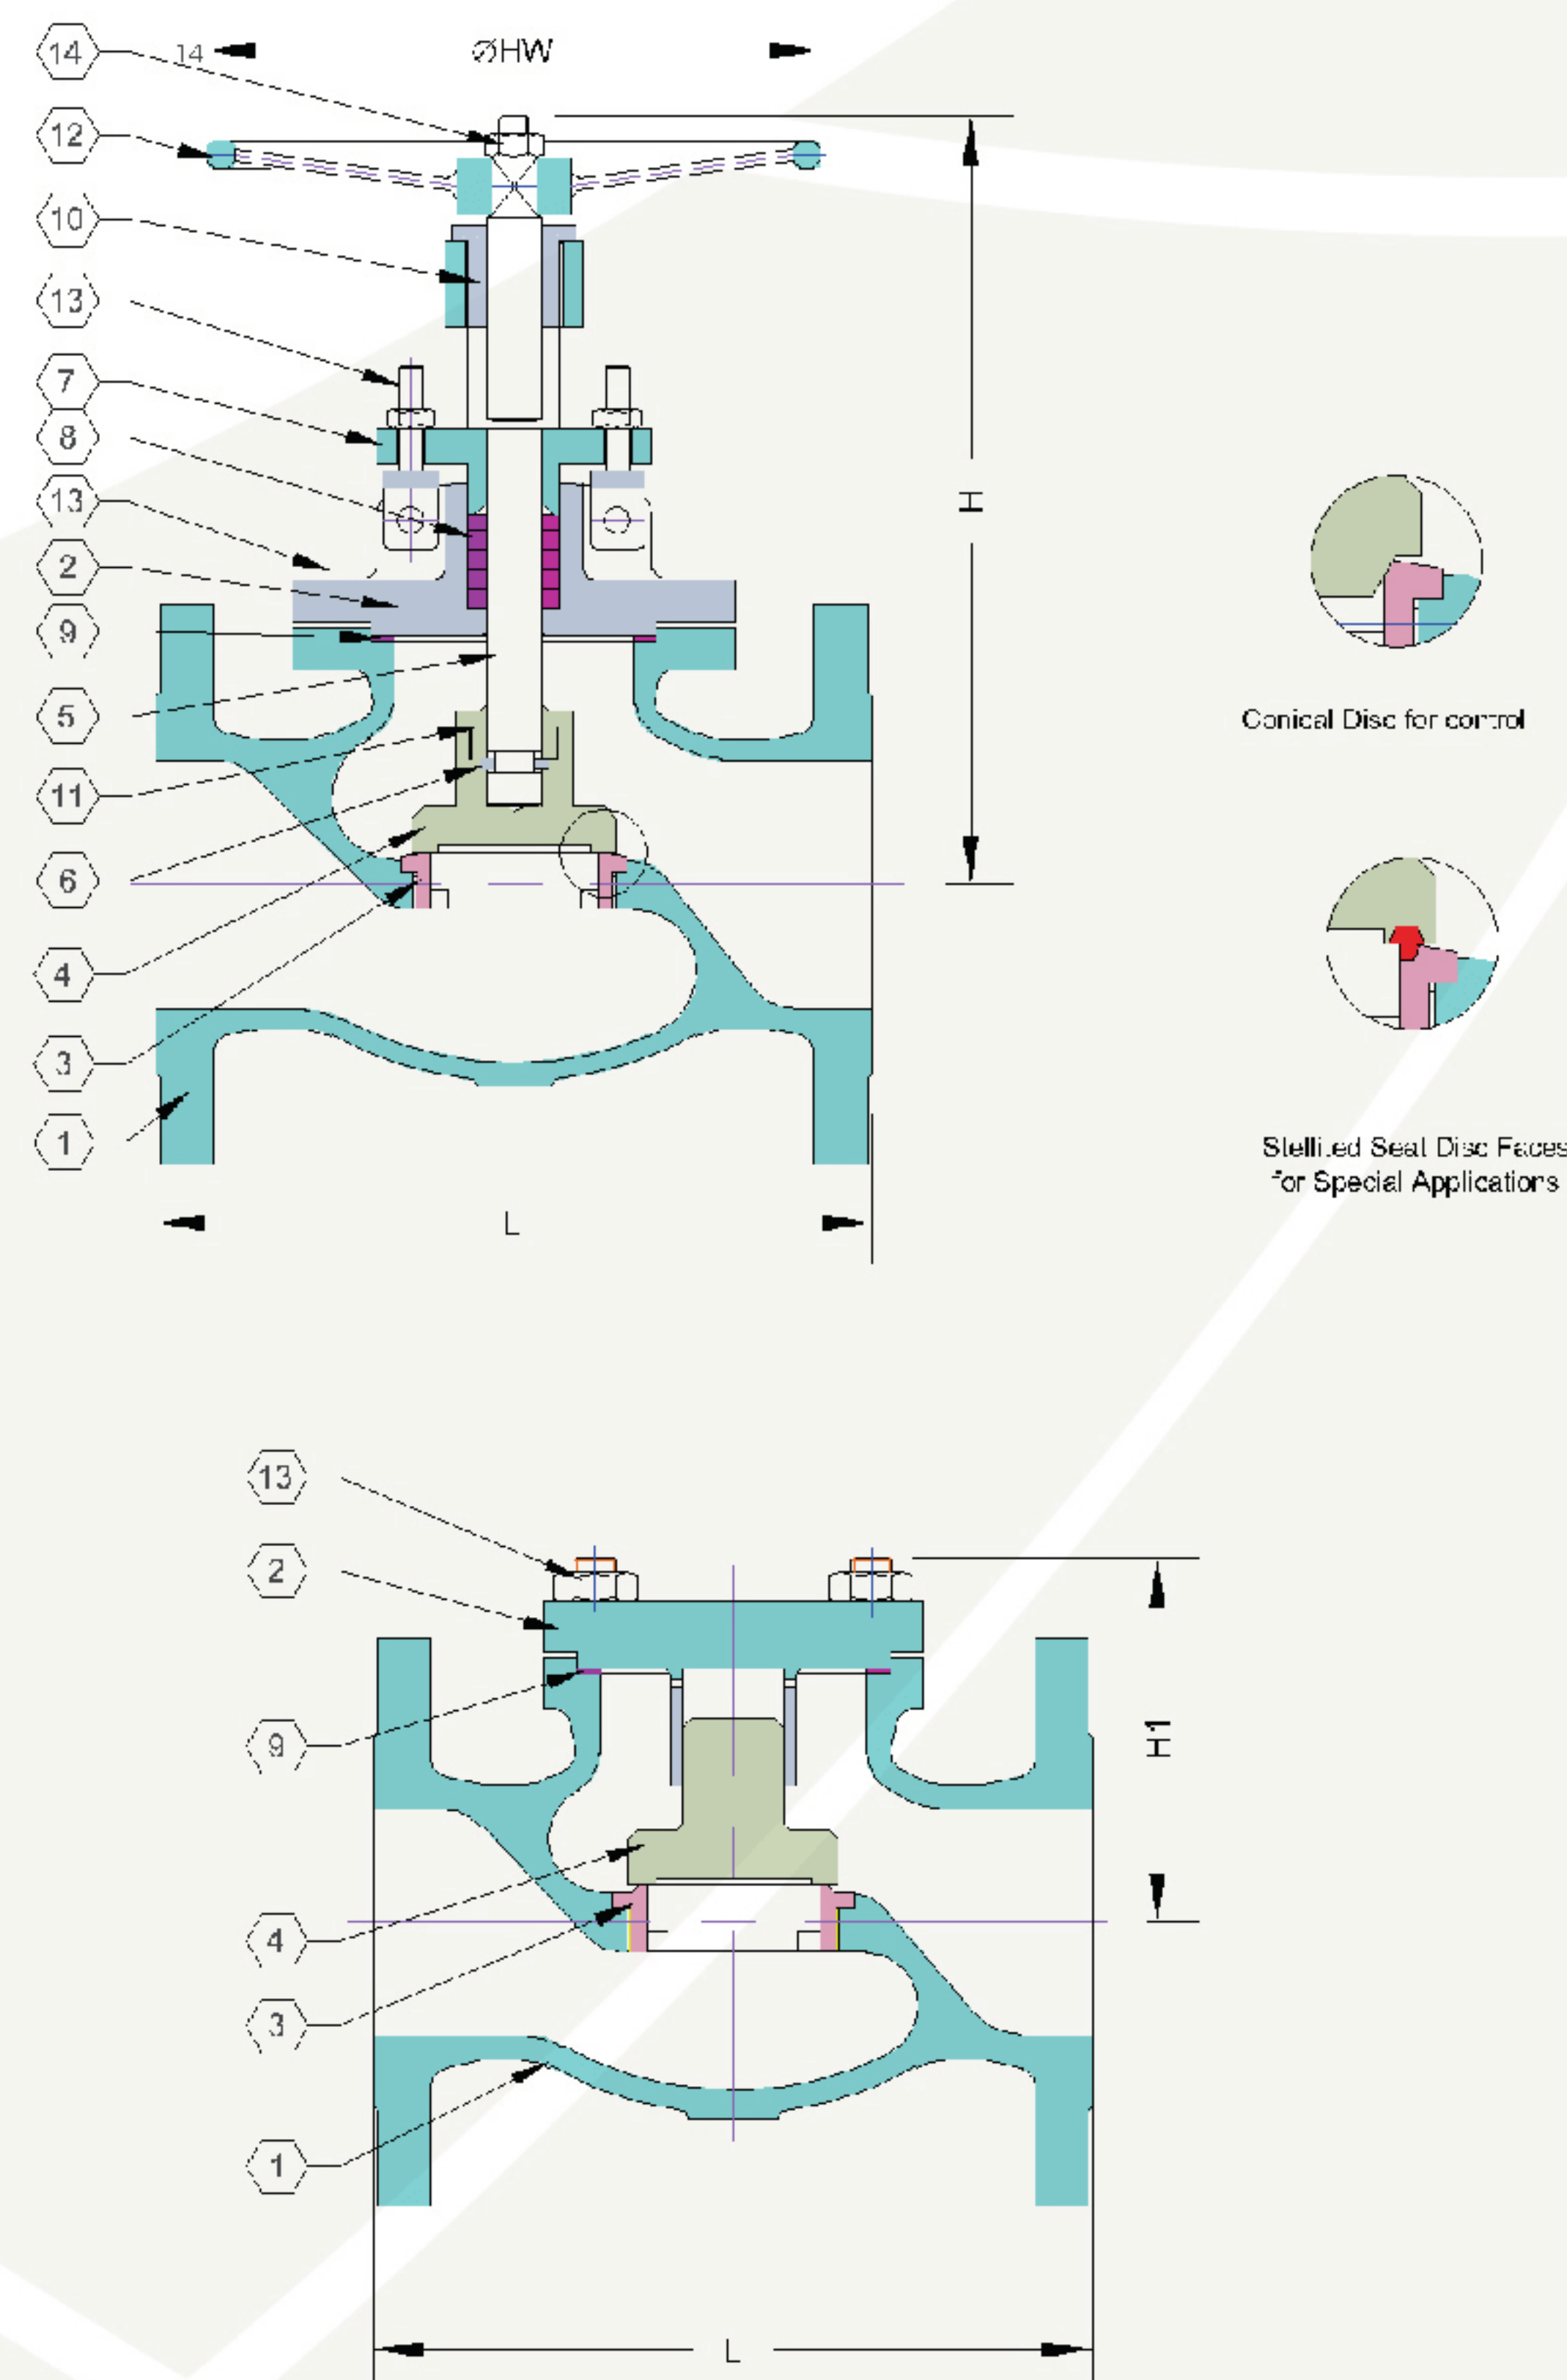 14
14
ØHW
12
10
13
7
8
13
2
9
5
11
6
4
3
1
H
L
Conical Disc for control
Stellited Seat Disc Faces
for Special Applications
13
2
9
4
3
1
H1
L